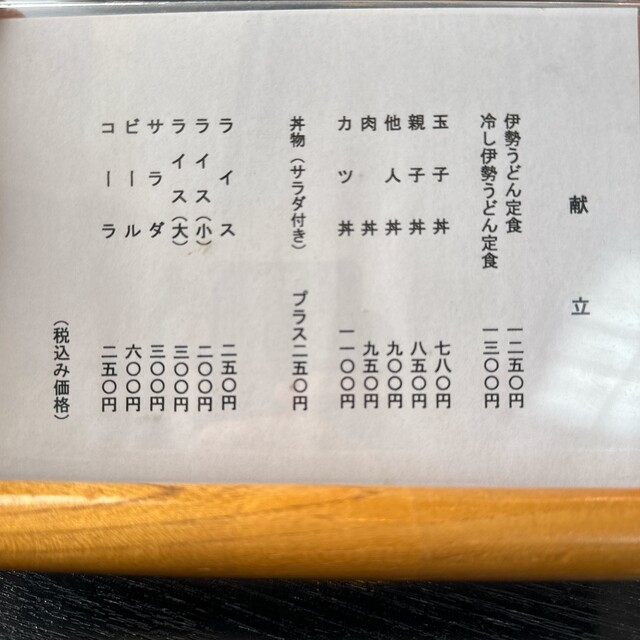 献立
伊勢うどん定食 一二五〇円
冷し伊勢うどん定食 一三〇〇円
玉子丼 七八〇円
親子丼 八五〇円
他人丼 九〇〇円
肉丼 九五〇円
カツ丼 一一〇〇円
丼物(サラダ付き) プラス二五〇円
ライス 二五〇円
ライス(小) 二〇〇円
ライス(大) 三〇〇円
サラダ 三〇〇円
ビール 六〇〇円
コーラ 二五〇円
(税込み価格)